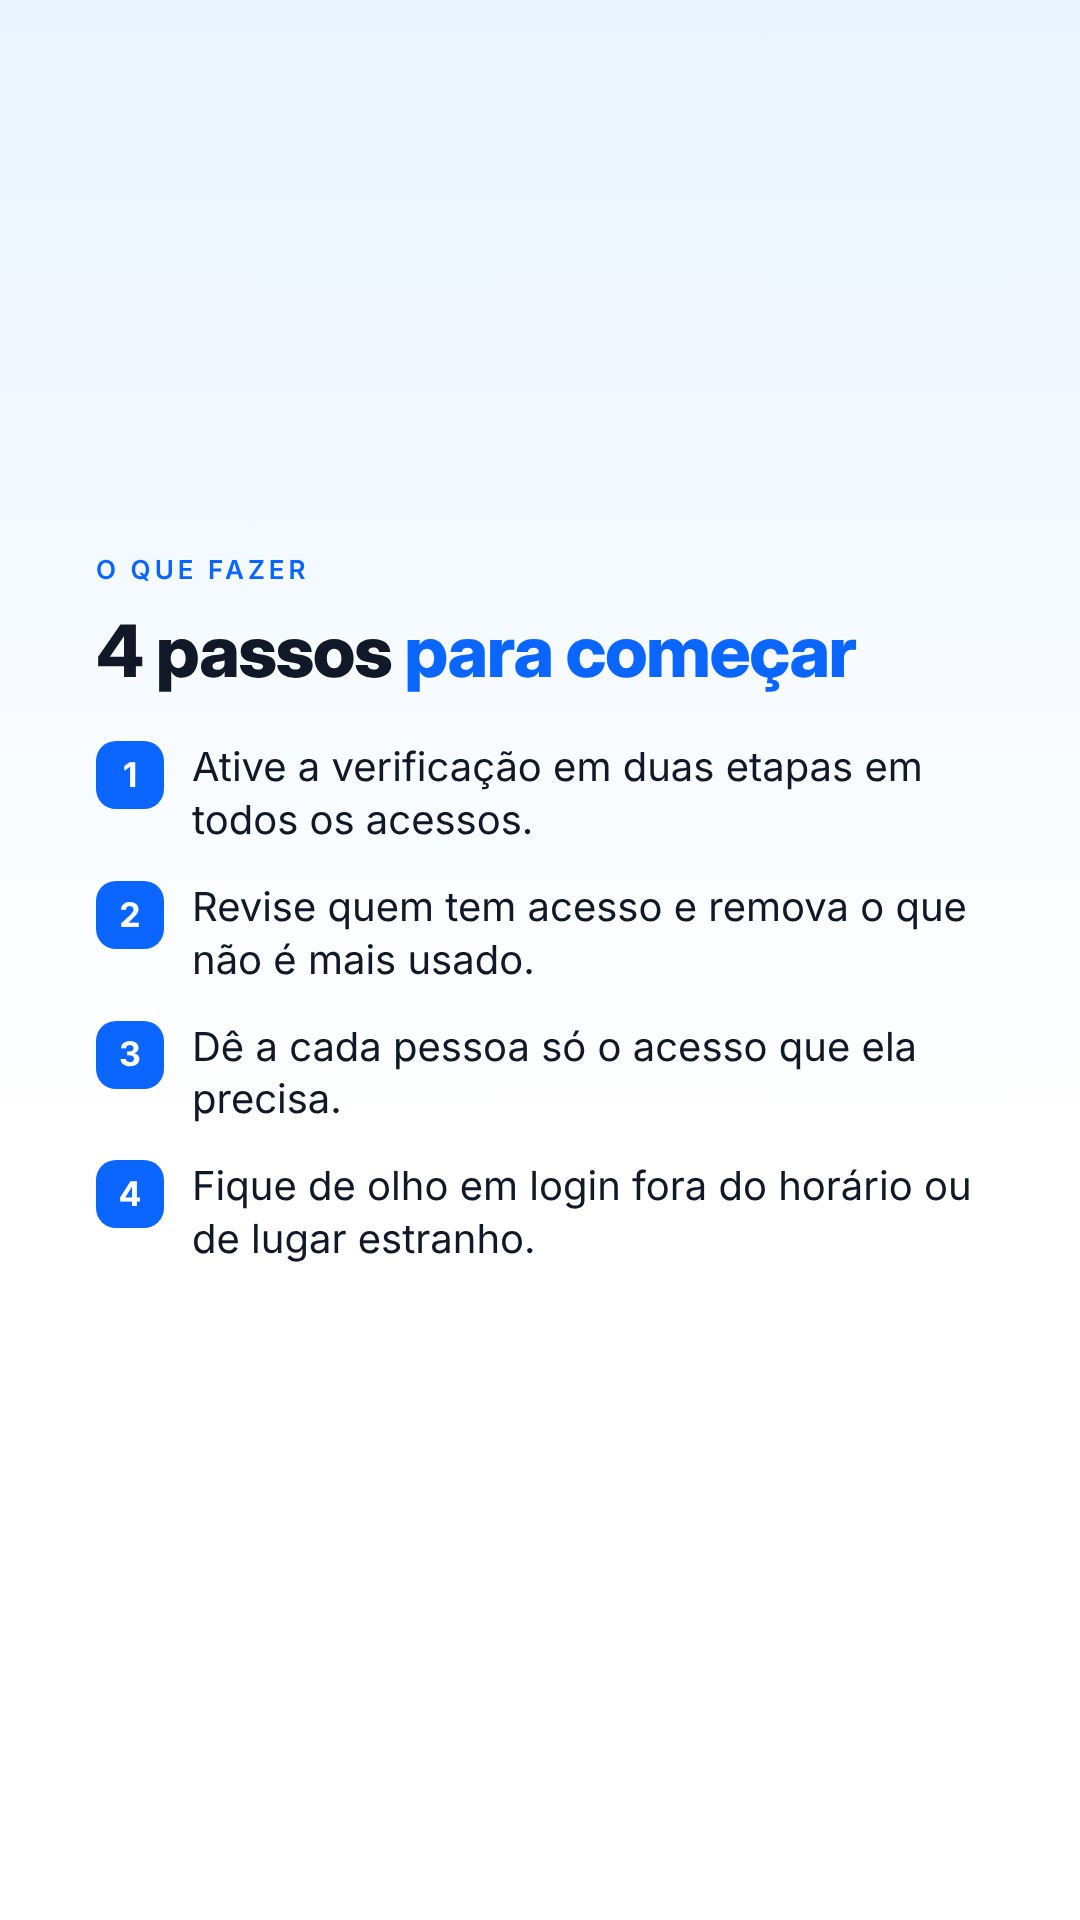 O QUE FAZER
4 passos para começar
1 Ative a verificação em duas etapas em
todos os acessos.
2 Revise quem tem acesso e remova o que
não é mais usado.
3 Dê a cada pessoa só o acesso que ela
precisa.
4 Fique de olho em login fora do horário ou
de lugar estranho.